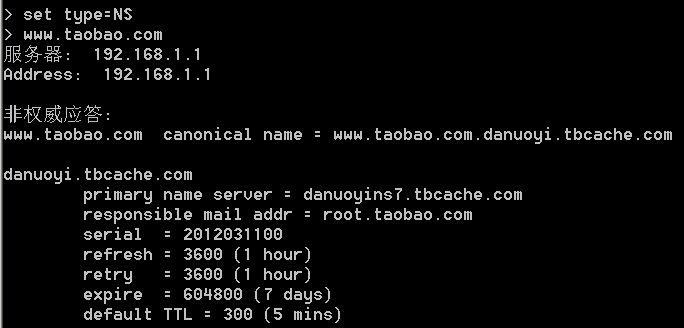 > set type=NS
> www.taobao.com
服务器:  192.168.1.1
Address:  192.168.1.1
非权威应答:
www.taobao.com  canonical name = www.taobao.com.danuoyi.tbcache.com
danuoyi.tbcache.com
        primary name server = danuoyins7.tbcache.com
        responsible mail addr = root.taobao.com
        serial  = 2012031100
        refresh = 3600 (1 hour)
        retry   = 3600 (1 hour)
        expire  = 604800 (7 days)
        default TTL = 300 (5 mins)